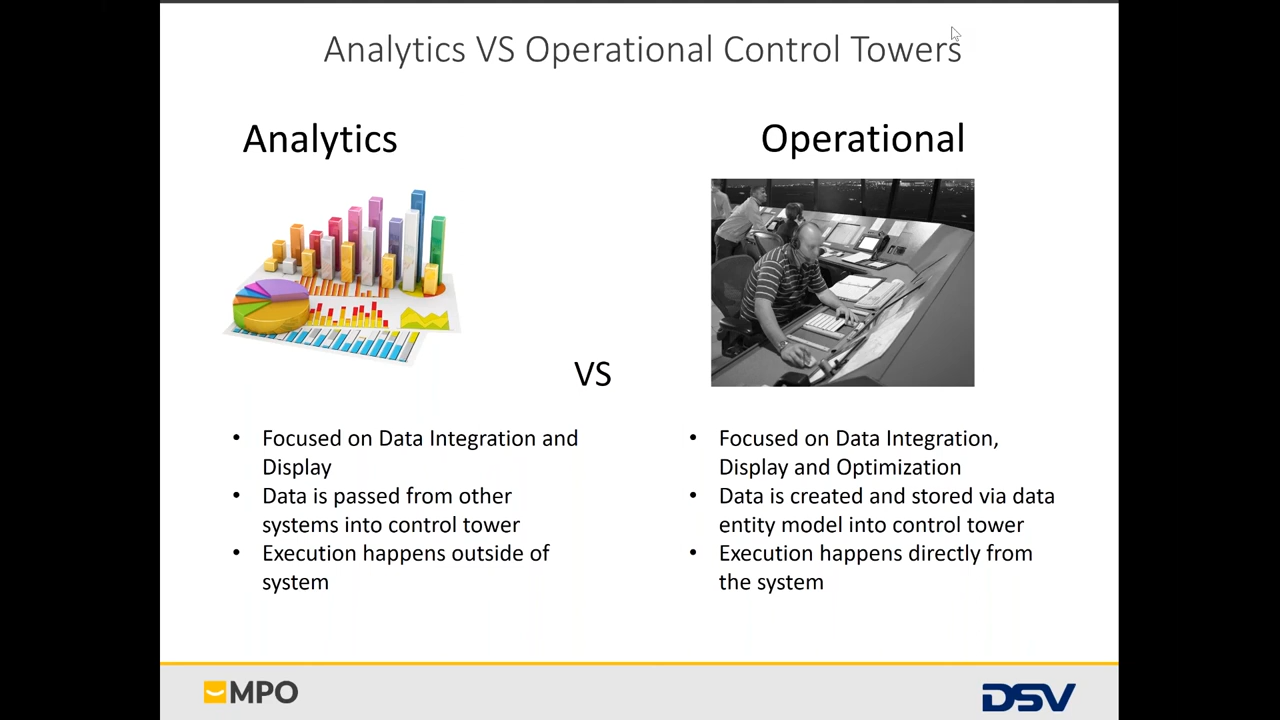 Analytics VS Operational Control Towers
Analytics
Operational
VS
• Focused on Data Integration and
Display
• Data is passed from other
systems into control tower
• Execution happens outside of
system
• Focused on Data Integration,
Display and Optimization
• Data is created and stored via data
entity model into control tower
• Execution happens directly from
the system
MPO
DSV